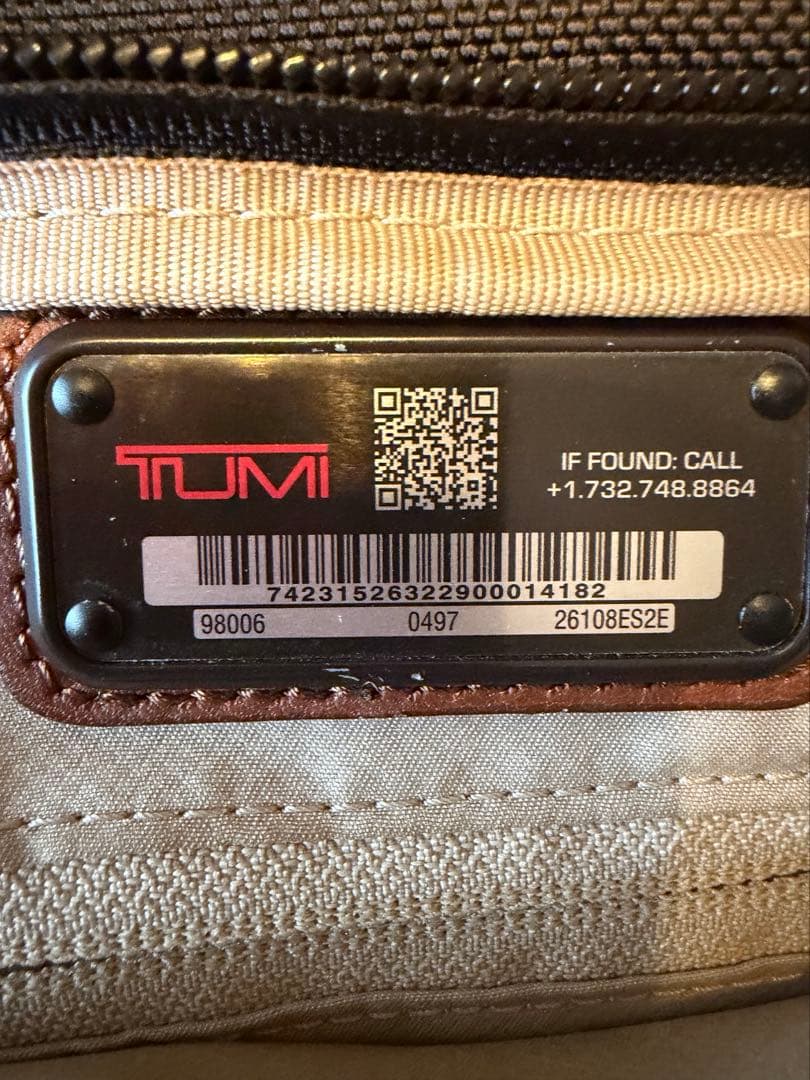 TUMI
IF FOUND: CALL
+1.732.748.8864
74231526322900014182
98006 0497 26108ES2E